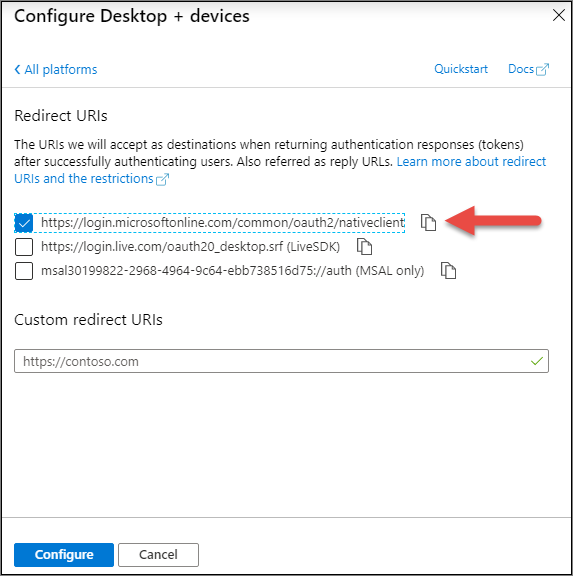 Configure Desktop + devices
All platforms
Quickstart
Docs
Redirect URIs
The URIs we will accept as destinations when returning authentication responses (tokens)
after successfully authenticating users. Also referred as reply URLs. Learn more about redirect
URIs and the restrictions
https://login.microsoftonline.com/common/oauth2/nativeclient
https://login.live.com/oauth20_desktop.srf (LiveSDK)
msal30199822-2968-4964-9c64-ebb738516d75://auth (MSAL only)
Custom redirect URIs
https://contoso.com
Configure
Cancel